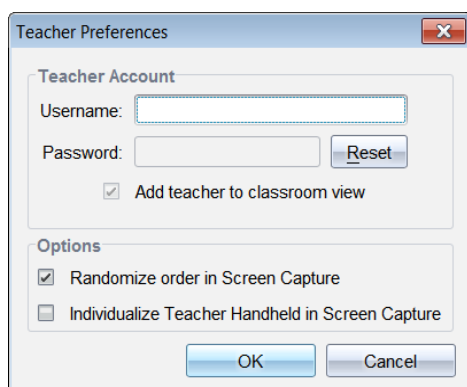 Teacher Preferences
Teacher Account
Username:
Password:
Reset
Add teacher to classroom view
Options
Randomize order in Screen Capture
Individualize Teacher Handheld in Screen Capture
OK
Cancel